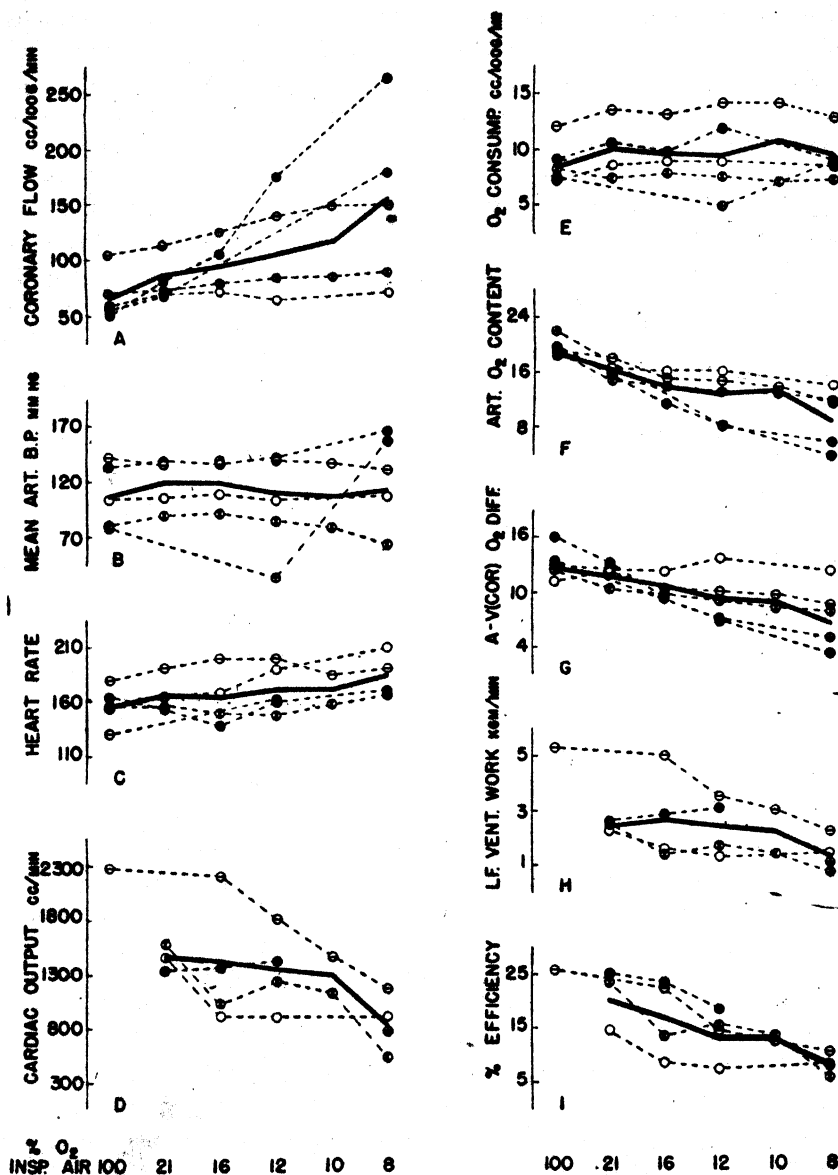 CORONARY FLOW CC/100G/MIN
250
200
150
100
50
A
MEAN ART. B.P. MM HG
170
120
70
B
HEART RATE
210
160
110
C
CARDIAC OUTPUT CC/MIN
2300
1800
1300
800
300
D
% O2
INSP. AIR 100 21 16 12 10 8
O2 CONSUMP. CC/100G/MIN
15
10
5
E
ART. O2 CONTENT
24
16
8
F
A-V(COR) O2 DIFF.
16
10
4
G
LF. VENT. WORK KGM/MIN
5
3
1
H
% EFFICIENCY
25
15
5
I
100 .21 16 12 10 8